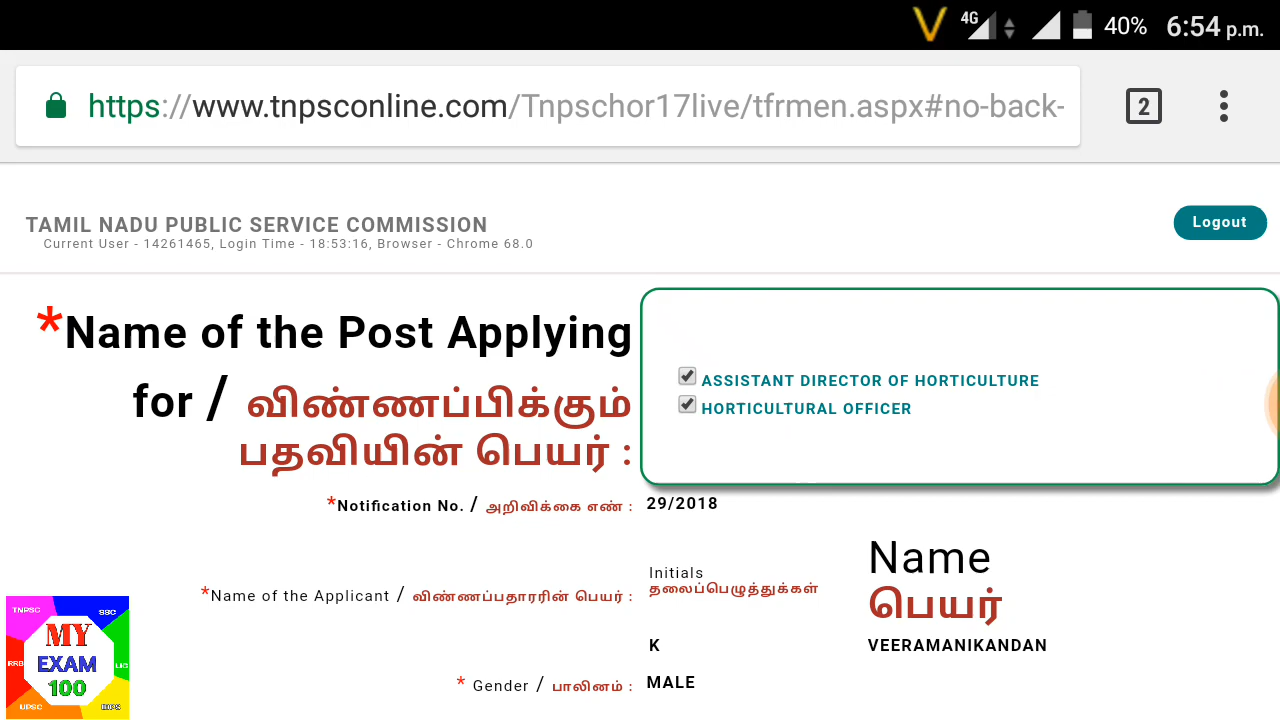 4G 40% 6:54 p.m.
https://www.tnpsconline.com/Tnpschor17live/tfrmen.aspx#no-back- 2
TAMIL NADU PUBLIC SERVICE COMMISSION
Logout
Current User - 14261465, Login Time - 18:53:16, Browser - Chrome 68.0
*Name of the Post Applying
for / விண்ணப்பிக்கும்
பதவியின் பெயர் :
ASSISTANT DIRECTOR OF HORTICULTURE
HORTICULTURAL OFFICER
*Notification No. / அறிவிக்கை எண் : 29/2018
Initials
தலைப்பெழுத்துக்கள்
Name
பெயர்
*Name of the Applicant / விண்ணப்பதாரரின் பெயர் :
K VEERAMANIKANDAN
* Gender / பாலினம் : MALE
TNPSC SSC
MY
RRB EXAM LIC
100
UPSC IBPS